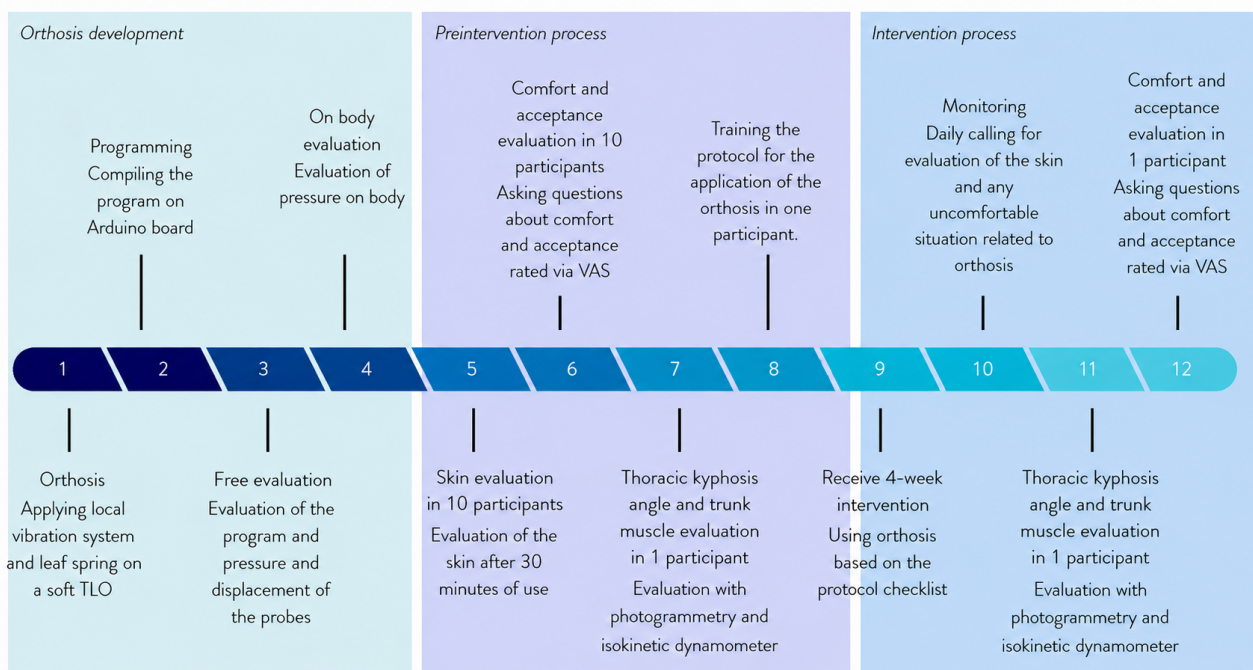 Orthosis development
Preintervention process
Intervention process
Programming
Compiling the
program on
Arduino board
On body
evaluation
Evaluation of
pressure on body
Comfort and
acceptance
evaluation in 10
participants
Asking questions
about comfort
and acceptance
rated via VAS
Training the
protocol for the
application of the
orthosis in one
participant.
Monitoring
Daily calling for
evaluation of the skin
and any
uncomfortable
situation related to
orthosis
Comfort and
acceptance
evaluation in
1 participant
Asking questions
about comfort
and acceptance
rated via VAS
1 2 3 4 5 6 7 8 9 10 11 12
Orthosis
Applying local
vibration system
and leaf spring on
a soft TLO
Free evaluation
Evaluation of the
program and
pressure and
displacement of
the probes
Skin evaluation
in 10 participants
Evaluation of the
skin after 30
minutes of use
Thoracic kyphosis
angle and trunk
muscle evaluation
in 1 participant
Evaluation with
photogrammetry and
isokinetic dynamometer
Receive 4-week
intervention
Using orthosis
based on the
protocol checklist
Thoracic kyphosis
angle and trunk
muscle evaluation
in 1 participant
Evaluation with
photogrammetry and
isokinetic dynamometer